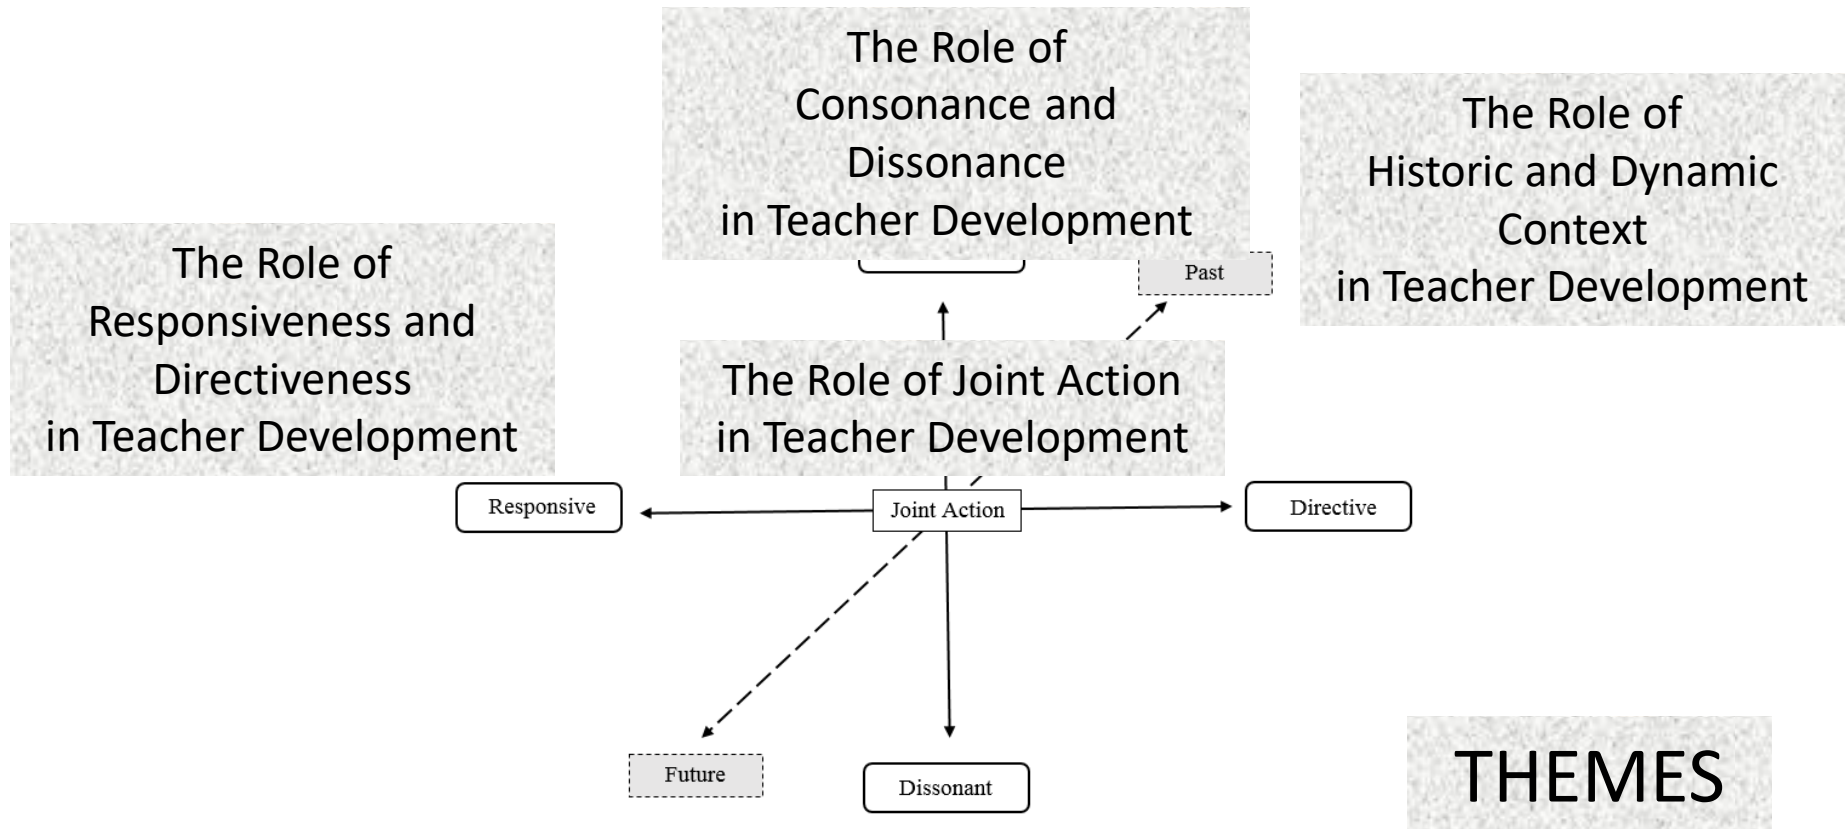 The Role of
Consonance and
Dissonance
in Teacher Development
The Role of
Historic and Dynamic
Context
in Teacher Development
The Role of
Responsiveness and
Directiveness
in Teacher Development
Past
The Role of Joint Action
in Teacher Development
Responsive
Joint Action
Directive
Future
Dissonant
THEMES